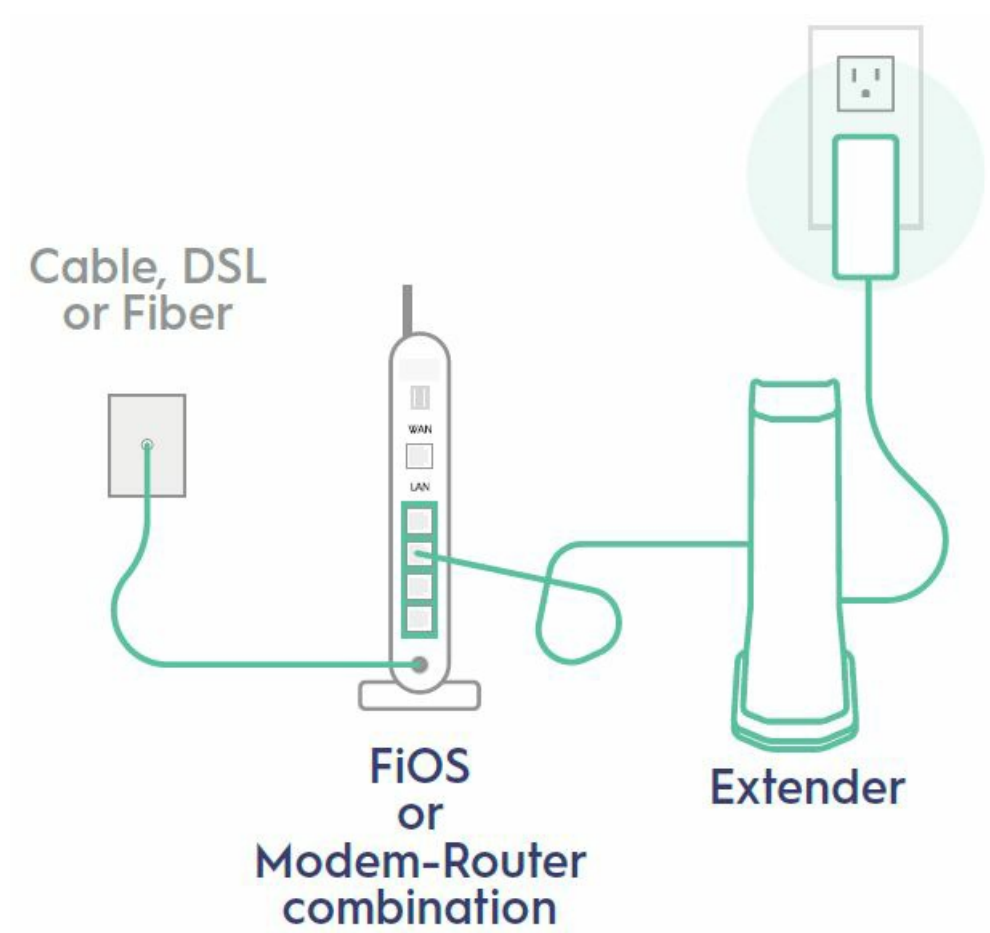 Cable, DSL
or Fiber
WAN
LAN
FiOS
or
Modem-Router
combination
Extender